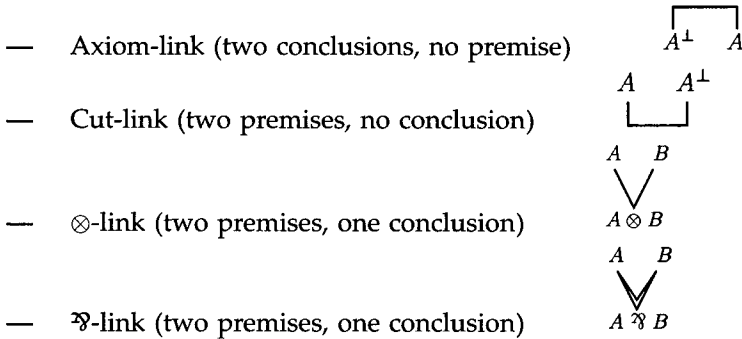 — Axiom-link (two conclusions, no premise) A⊥ A
A A⊥
— Cut-link (two premises, no conclusion)
A B
— ⊗-link (two premises, one conclusion) A ⊗ B
A B
— ⅋-link (two premises, one conclusion) A ⅋ B